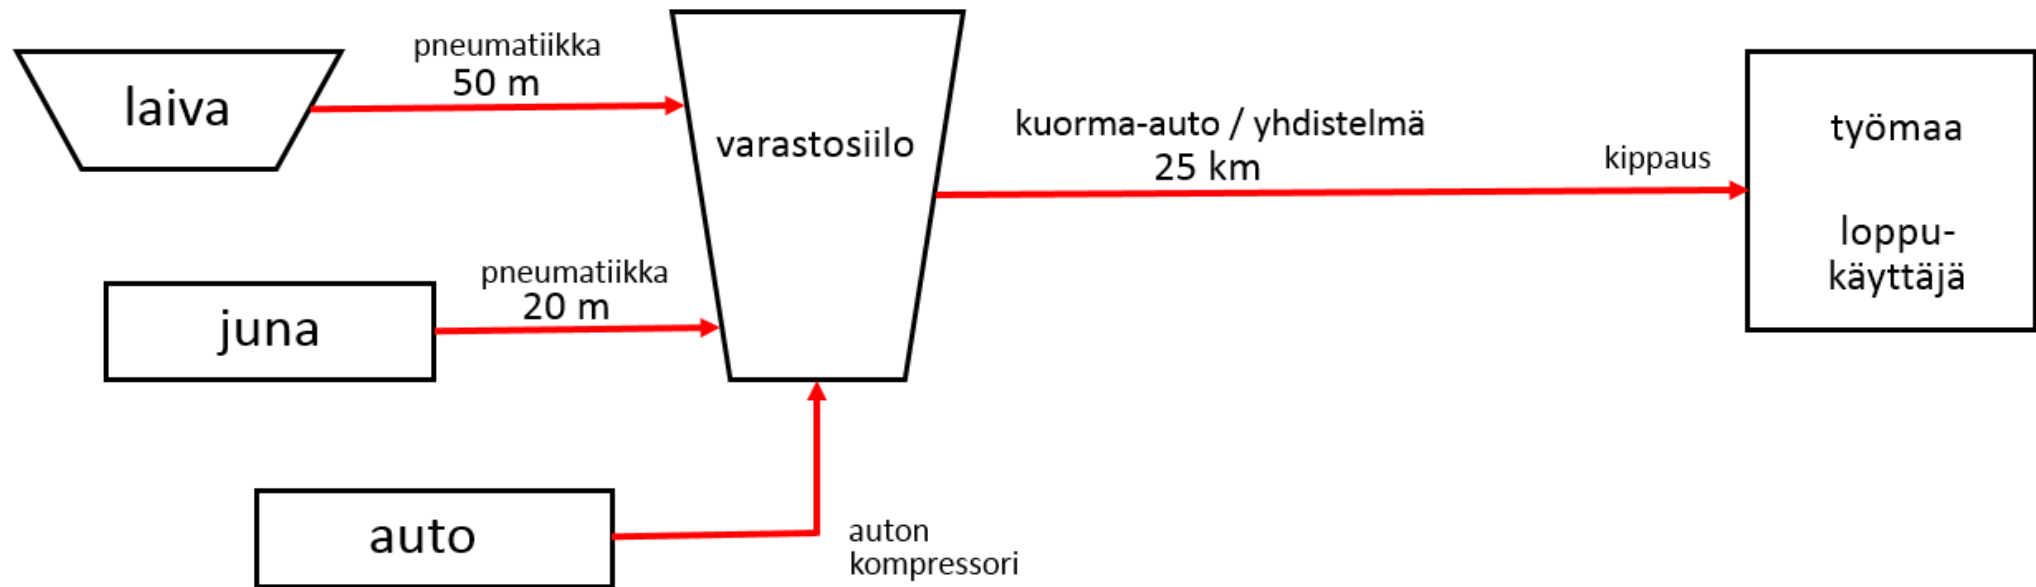 pneumatiikka
50 m
laiva
varastosiilo
kuorma-auto / yhdistelmä
25 km
kippaus
työmaa
loppu-
käyttäjä
pneumatiikka
20 m
juna
auto
auton
kompressori